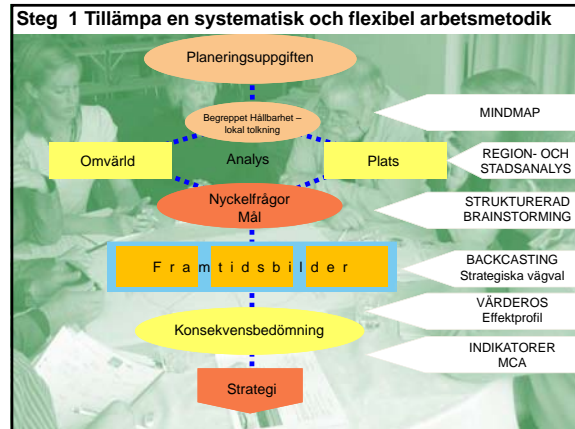 Steg 1 Tillämpa en systematisk och flexibel arbetsmetodik
Planeringsuppgiften
Begreppet Hållbarhet –
lokal tolkning
MINDMAP
Omvärld
Analys
Plats
REGION- OCH
STADSANALYS
Nyckelfrågor
Mål
STRUKTURERAD
BRAINSTORMING
Framtidsbilder
BACKCASTING
Strategiska vägval
Konsekvensbedömning
VÄRDEROS
Effektprofil
INDIKATORER
MCA
Strategi